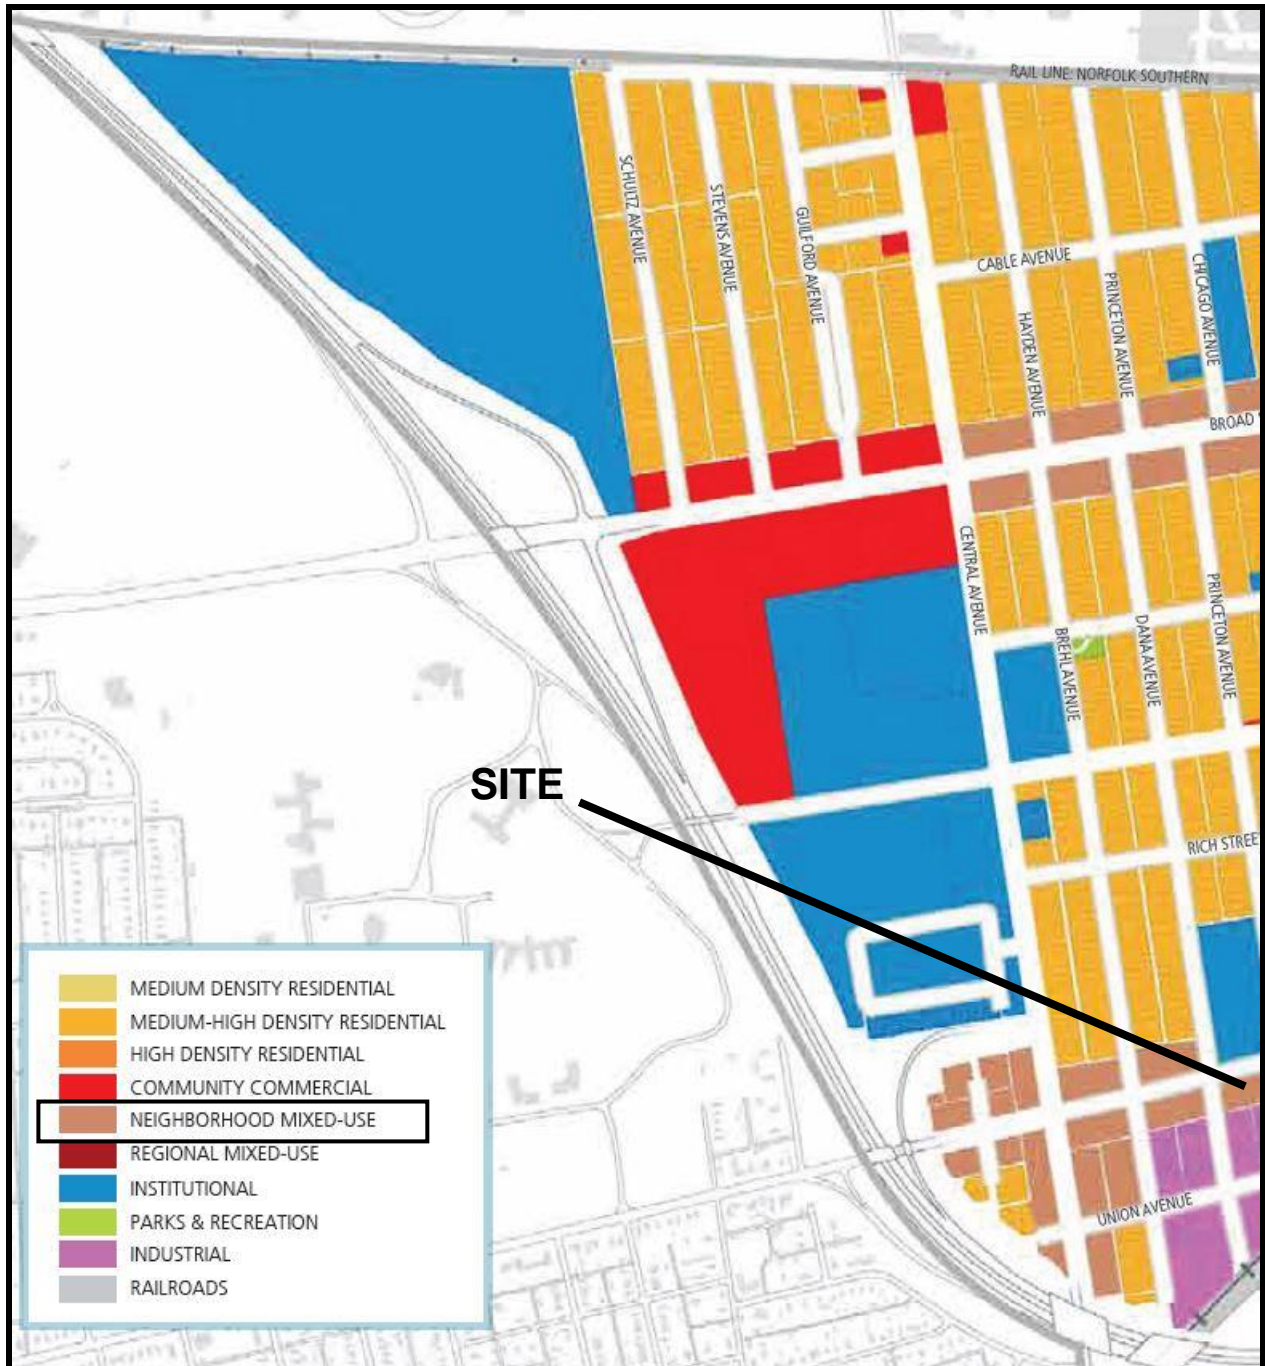 RAIL LINE: NORFOLK SOUTHERN
SCHULTZ AVENUE
STEVENS AVENUE
GUILFORD AVENUE
CABLE AVENUE
HAYDEN AVENUE
PRINCETON AVENUE
CHICAGO AVENUE
BROAD
CENTRAL AVENUE
BREHL AVENUE
DANA AVENUE
PRINCETON AVENUE
SITE
RICH STREE
UNION AVENUE
MEDIUM DENSITY RESIDENTIAL
MEDIUM-HIGH DENSITY RESIDENTIAL
HIGH DENSITY RESIDENTIAL
COMMUNITY COMMERCIAL
NEIGHBORHOOD MIXED-USE
REGIONAL MIXED-USE
INSTITUTIONAL
PARKS & RECREATION
INDUSTRIAL
RAILROADS